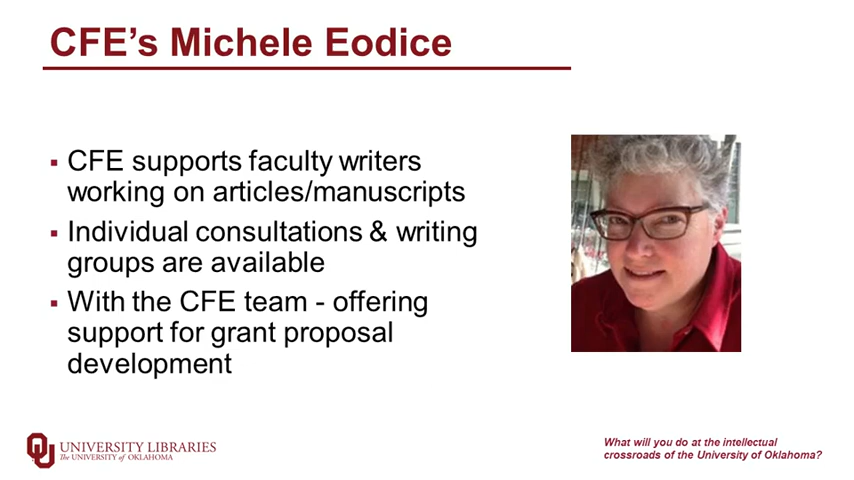 CFE’s Michele Eodice
▪ CFE supports faculty writers
working on articles/manuscripts
▪ Individual consultations & writing
groups are available
▪ With the CFE team - offering
support for grant proposal
development
OU
UNIVERSITY LIBRARIES
The UNIVERSITY of OKLAHOMA
What will you do at the intellectual
crossroads of the University of Oklahoma?